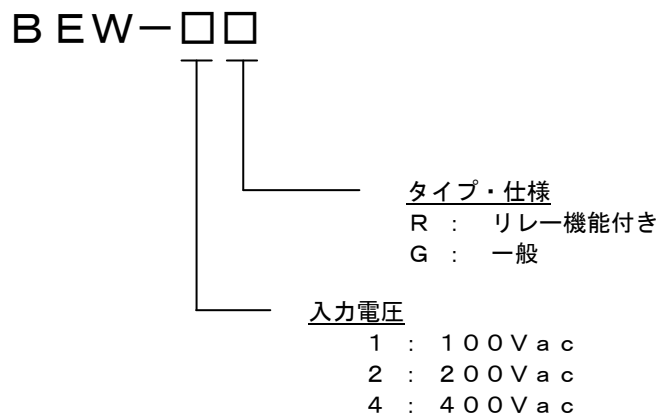 ＢＥＷ－□□
タイプ・仕様
Ｒ ： リレー機能付き
Ｇ ： 一般
入力電圧
１ ： １００Ｖａｃ
２ ： ２００Ｖａｃ
４ ： ４００Ｖａｃ